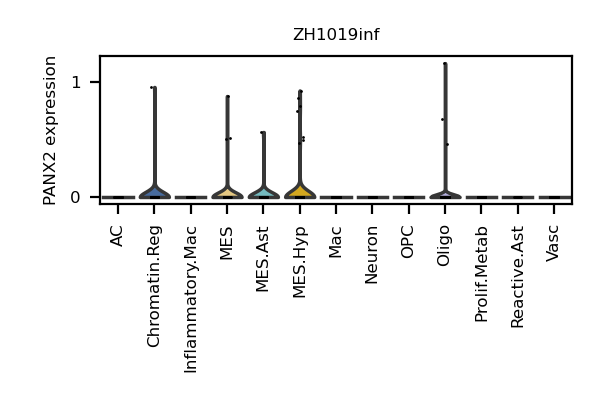 ZH1019inf
PANX2 expression
1
0
AC
Chromatin.Reg
Inflammatory.Mac
MES
MES.Ast
MES.Hyp
Mac
Neuron
OPC
Oligo
Prolif.Metab
Reactive.Ast
Vasc